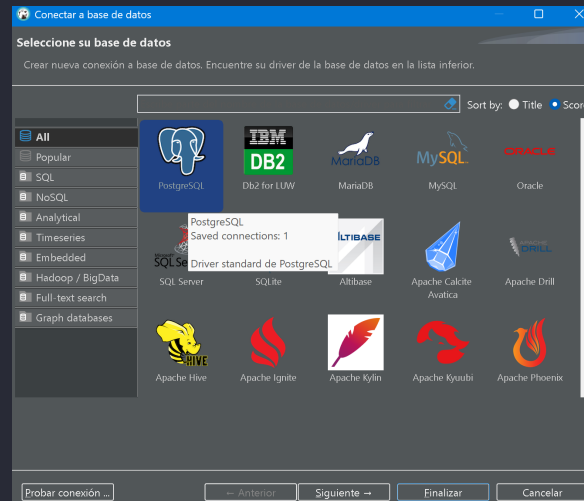 Conectar a base de datos
Seleccione su base de datos
Crear nueva conexión a base de datos. Encuentre su driver de la base de datos en la lista inferior.
Sort by: Title Scor
All
Popular
SQL
NoSQL
Analytical
Timeseries
Embedded
Hadoop / BigData
Full-text search
Graph databases
IBM
DB2
MariaDB
MySQL
ORACLE
PostgreSQL
Db2 for LUW
MariaDB
MySQL
Oracle
PostgreSQL
Saved connections: 1
Driver standard de PostgreSQL
SQL Se
LTIBASE
DRILL
SQL Server
SQLite
Altibase
Apache Calcite
Avatica
Apache Drill
HIVE
Apache Hive
Apache Ignite
Apache Kylin
Apache Kyuubi
Apache Phoenix
Probar conexión ...
← Anterior
Siguiente →
Finalizar
Cancelar